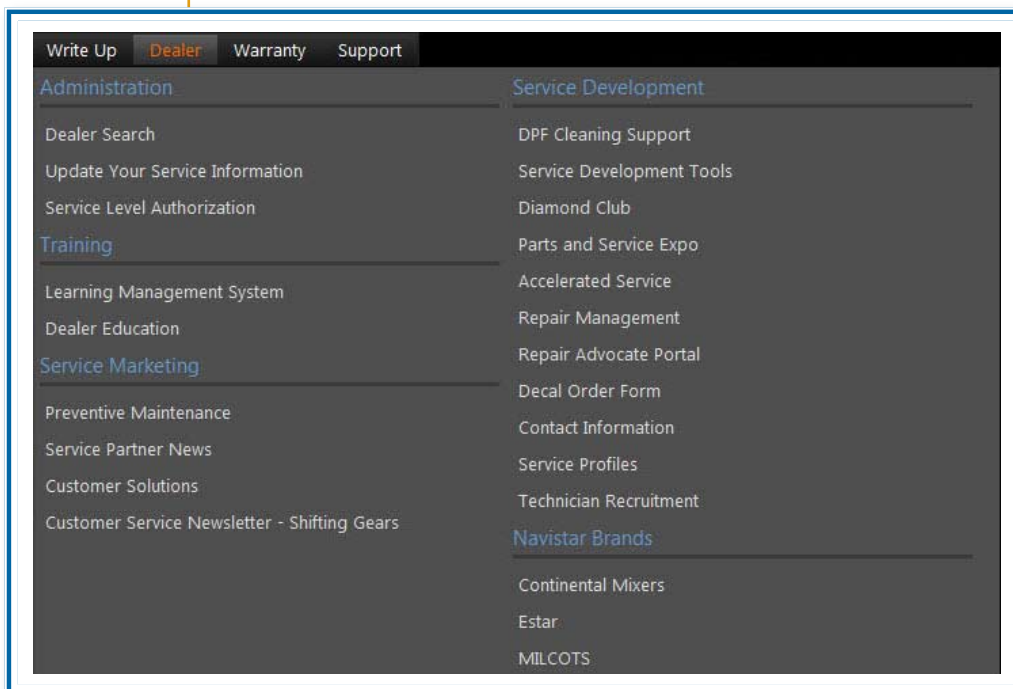 Write Up Dealer Warranty Support
Administration
Dealer Search
Update Your Service Information
Service Level Authorization
Training
Learning Management System
Dealer Education
Service Marketing
Preventive Maintenance
Service Partner News
Customer Solutions
Customer Service Newsletter - Shifting Gears
Service Development
DPF Cleaning Support
Service Development Tools
Diamond Club
Parts and Service Expo
Accelerated Service
Repair Management
Repair Advocate Portal
Decal Order Form
Contact Information
Service Profiles
Technician Recruitment
Navistar Brands
Continental Mixers
Estar
MILCOTS